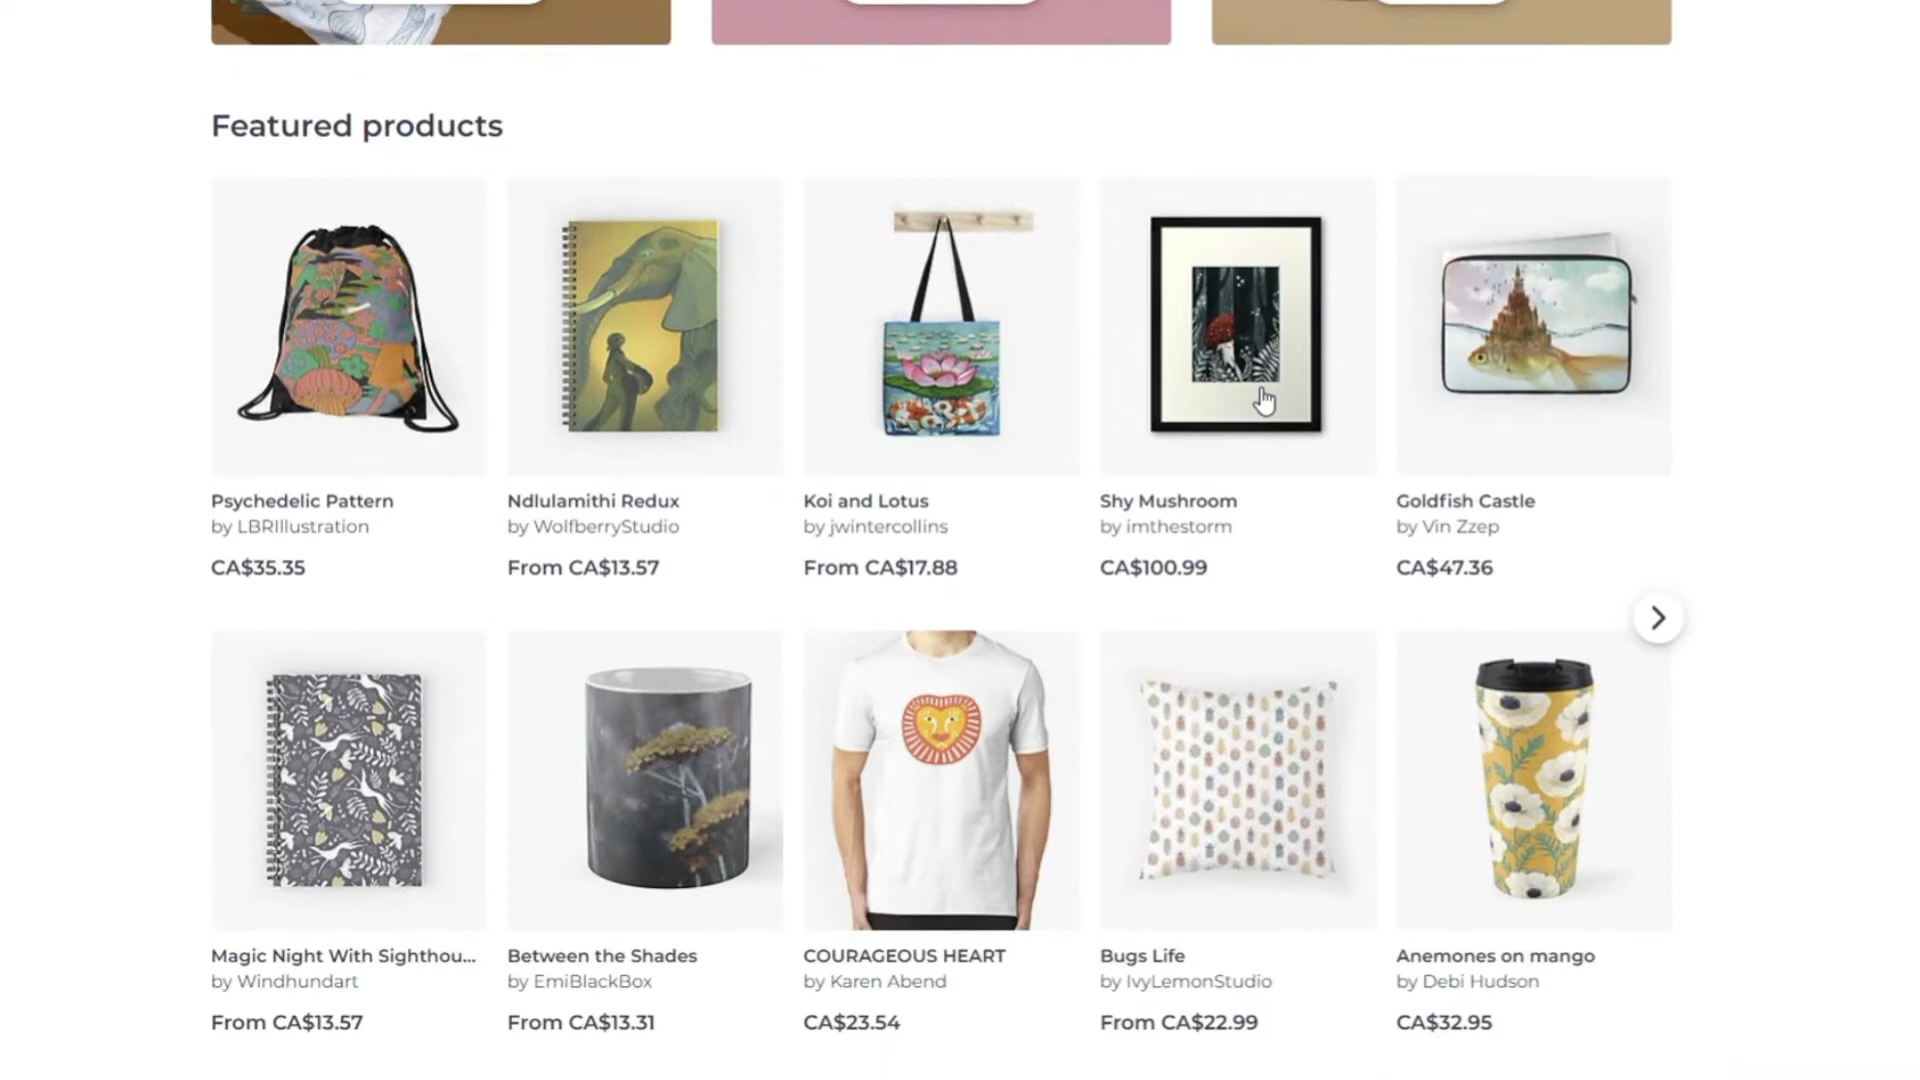 Featured products
Psychedelic Pattern
by LBRIllustration
CA$35.35
Ndlulamithi Redux
by WolfberryStudio
From CA$13.57
Koi and Lotus
by jwintercollins
From CA$17.88
Shy Mushroom
by imthestorm
CA$100.99
Goldfish Castle
by Vin Zzep
CA$47.36
Magic Night With Sighthou...
by Windhundart
From CA$13.57
Between the Shades
by EmiBlackBox
From CA$13.31
COURAGEOUS HEART
by Karen Abend
CA$23.54
Bugs Life
by IvyLemonStudio
From CA$22.99
Anemones on mango
by Debi Hudson
CA$32.95